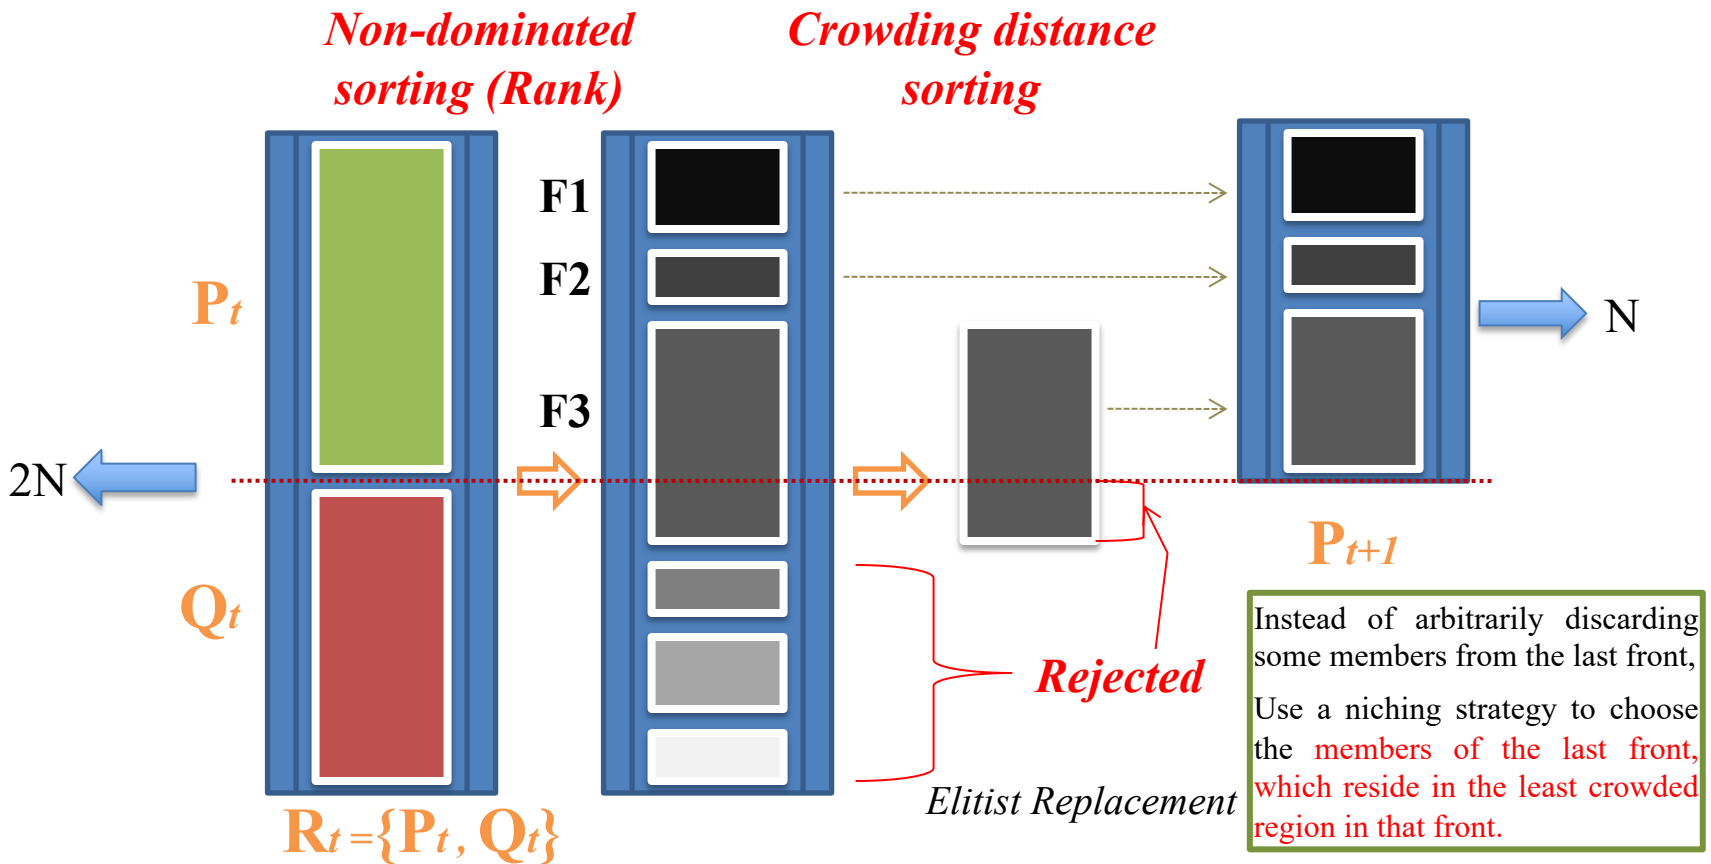 Non-dominated
sorting (Rank)
Crowding distance
sorting
F1
F2
F3
Pt
Qt
2N
N
Pt+1
Rejected
Elitist Replacement
Rt ={Pt , Qt}
Instead of arbitrarily discarding
some members from the last front,
Use a niching strategy to choose
the members of the last front,
which reside in the least crowded
region in that front.